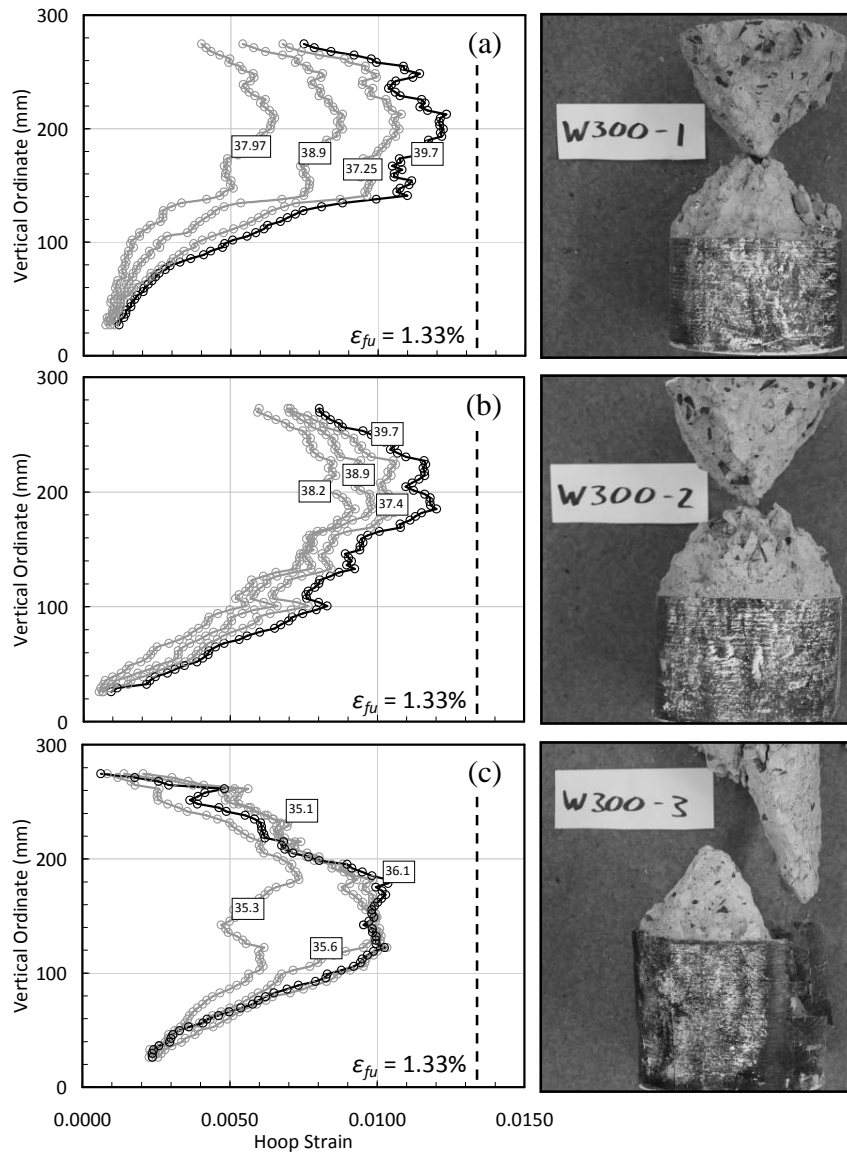 300
(a)
37.97
38.9
37.25
39.7
200
100
0
Vertical Ordinate (mm)
εfu = 1.33%
W300-1
300
(b)
39.7
38.9
38.2
37.4
200
100
0
Vertical Ordinate (mm)
εfu = 1.33%
W300-2
300
(c)
35.1
36.1
35.3
35.6
200
100
0
Vertical Ordinate (mm)
εfu = 1.33%
W300-3
0.0000 0.0050 0.0100 0.0150
Hoop Strain